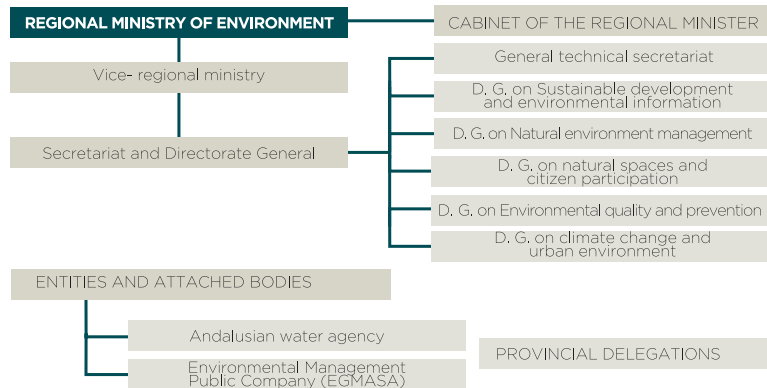 REGIONAL MINISTRY OF ENVIRONMENT
CABINET OF THE REGIONAL MINISTER
Vice- regional ministry
Secretariat and Directorate General
General technical secretariat
D. G. on Sustainable development
and environmental information
D. G. on Natural environment management
D. G. on natural spaces and
citizen participation
D. G. on Environmental quality and prevention
D. G. on climate change and
urban environment
ENTITIES AND ATTACHED BODIES
Andalusian water agency
Environmental Management
Public Company (EGMASA)
PROVINCIAL DELEGATIONS